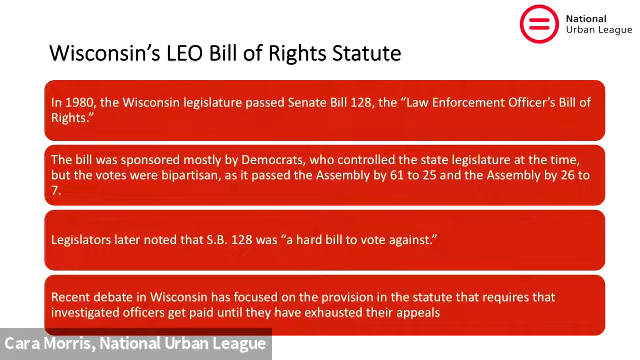 National
Urban League
Wisconsin's LEO Bill of Rights Statute
In 1980, the Wisconsin legislature passed Senate Bill 128, the "Law Enforcement Officer's Bill of
Rights."
The bill was sponsored mostly by Democrats, who controlled the state legislature at the time,
but the votes were bipartisan, as it passed the Assembly by 61 to 25 and the Assembly by 26 to
7.
Legislators later noted that S.B. 128 was "a hard bill to vote against."
Recent debate in Wisconsin has focused on the provision in the statute that requires that
investigated officers get paid until they have exhausted their appeals
Cara Morris, National Urban League